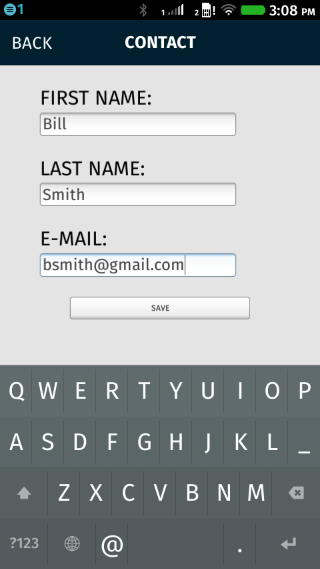 1 1 2 ! 3:08 PM
BACK CONTACT
FIRST NAME:
Bill
LAST NAME:
Smith
E-MAIL:
bsmith@gmail.com
SAVE
Q W E R T Y U I O P
A S D F G H J K L _
Z X C V B N M
?123 @ .